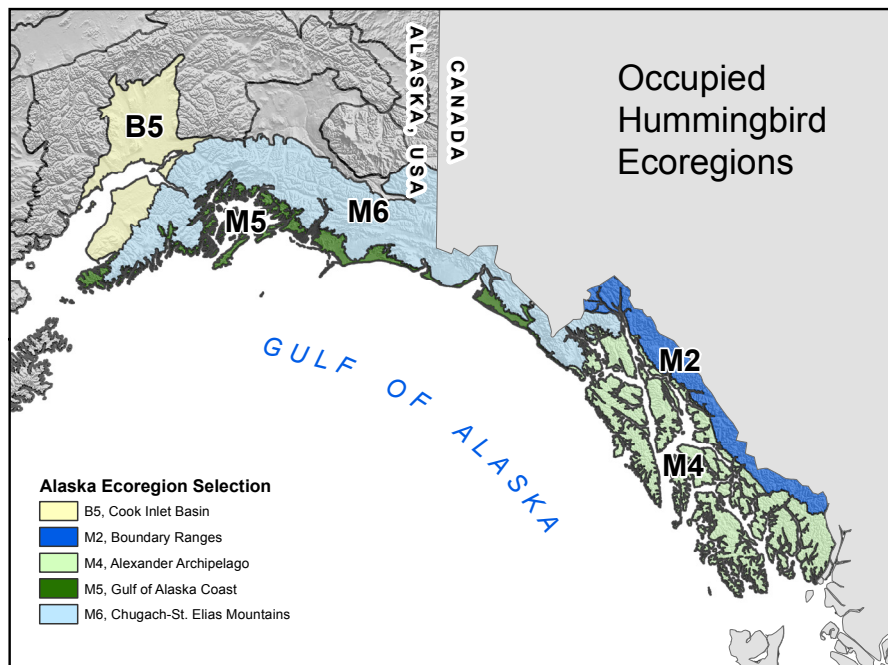 Occupied
Hummingbird
Ecoregions
ALASKA, USA
CANADA
B5
M5
M6
M2
M4
GULF OF ALASKA
Alaska Ecoregion Selection
B5, Cook Inlet Basin
M2, Boundary Ranges
M4, Alexander Archipelago
M5, Gulf of Alaska Coast
M6, Chugach-St. Elias Mountains